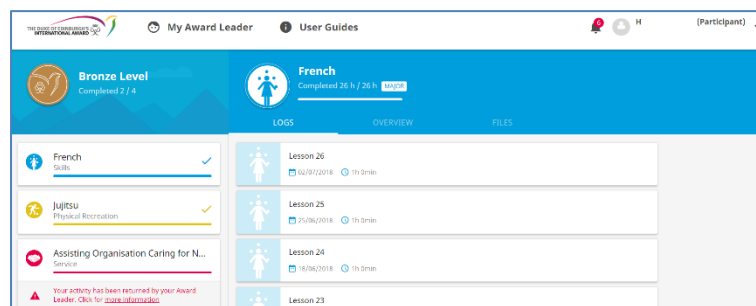 THE DUKE OF EDINBURGH'S
INTERNATIONAL AWARD
My Award Leader
User Guides
6
H
(Participant)
Bronze Level
Completed 2 / 4
French
Completed 26 h / 26 h MAJOR
LOGS
OVERVIEW
FILES
French
Skills
Jujitsu
Physical Recreation
Assisting Organisation Caring for N...
Service
Your activity has been returned by your Award
Leader. Click for more information
Lesson 26
02/07/2018 1h 0min
Lesson 25
25/06/2018 1h 0min
Lesson 24
18/06/2018 1h 0min
Lesson 23